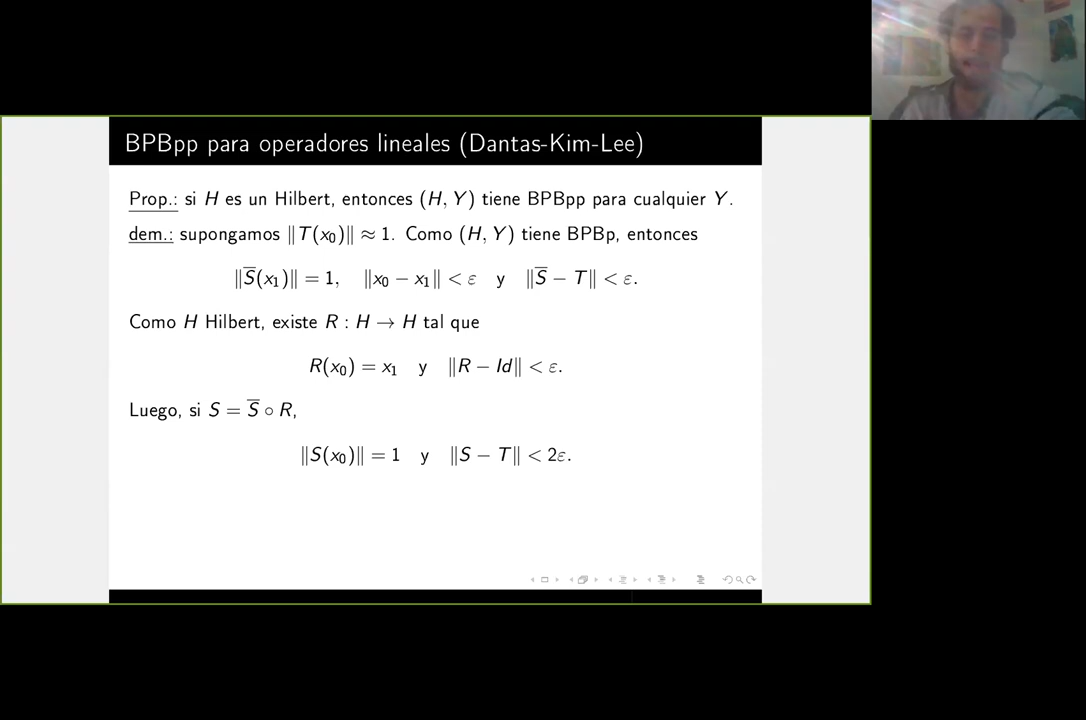 BPBpp para operadores lineales (Dantas-Kim-Lee)
Prop.: si H es un Hilbert, entonces (H, Y) tiene BPBpp para cualquier Y.
dem.: supongamos ‖T(x₀)‖ ≈ 1. Como (H, Y) tiene BPBp, entonces
‖S̅(x₁)‖ = 1, ‖x₀ − x₁‖ < ε y ‖S̅ − T‖ < ε.
Como H Hilbert, existe R : H → H tal que
R(x₀) = x₁ y ‖R − Id‖ < ε.
Luego, si S = S̅ ∘ R,
‖S(x₀)‖ = 1 y ‖S − T‖ < 2ε.